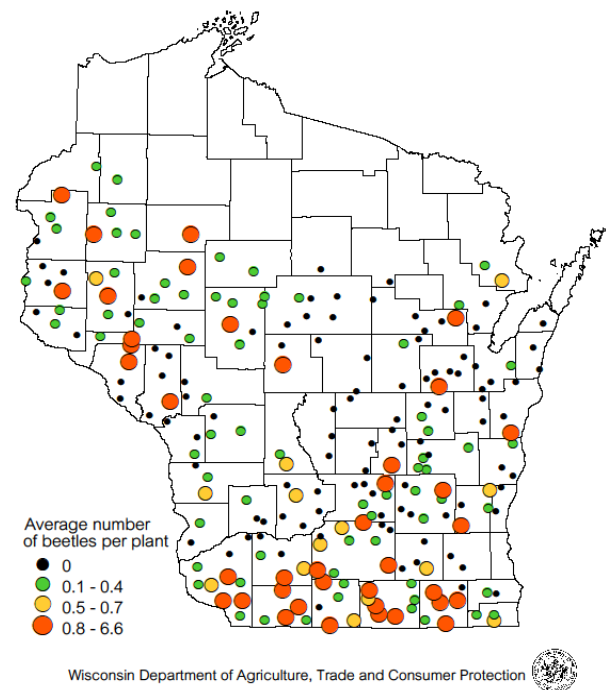 Average number
of beetles per plant
0
0.1 - 0.4
0.5 - 0.7
0.8 - 6.6
Wisconsin Department of Agriculture, Trade and Consumer Protection